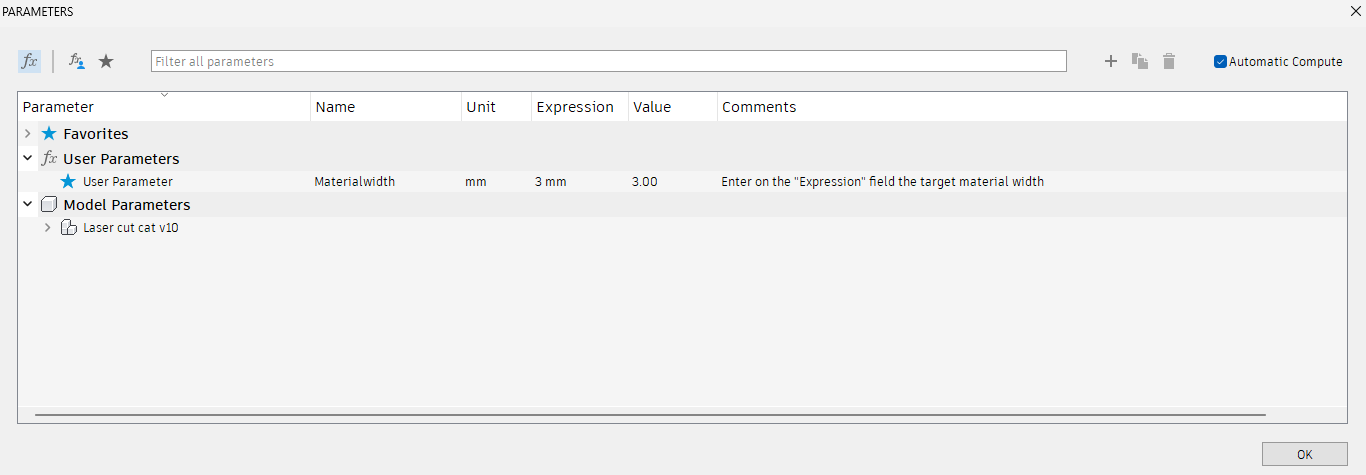 PARAMETERS
fx
Filter all parameters
Automatic Compute
Parameter Name Unit Expression Value Comments
Favorites
fx User Parameters
User Parameter Materialwidth mm 3 mm 3.00 Enter on the "Expression" field the target material width
Model Parameters
Laser cut cat v10
OK